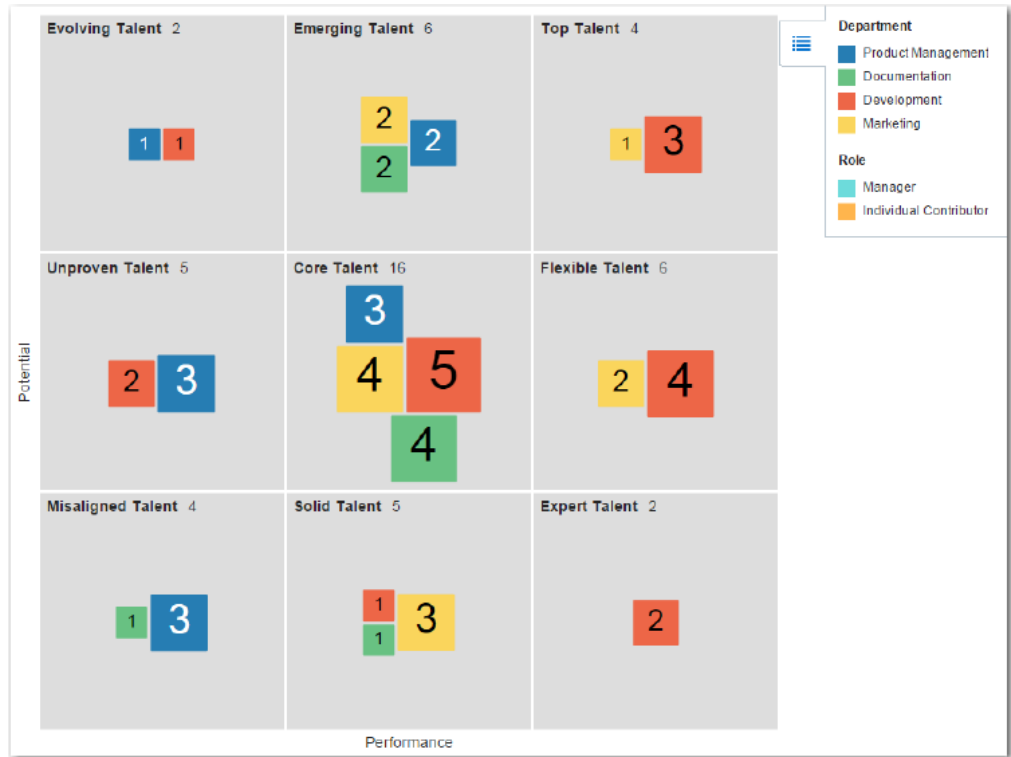 Evolving Talent 2
1
1
Emerging Talent 6
2
2
2
Top Talent 4
1
3
Unproven Talent 5
2
3
Core Talent 16
3
4
5
4
Flexible Talent 6
2
4
Misaligned Talent 4
1
3
Solid Talent 5
1
1
3
Expert Talent 2
2
Potential
Performance
Department
Product Management
Documentation
Development
Marketing
Role
Manager
Individual Contributor